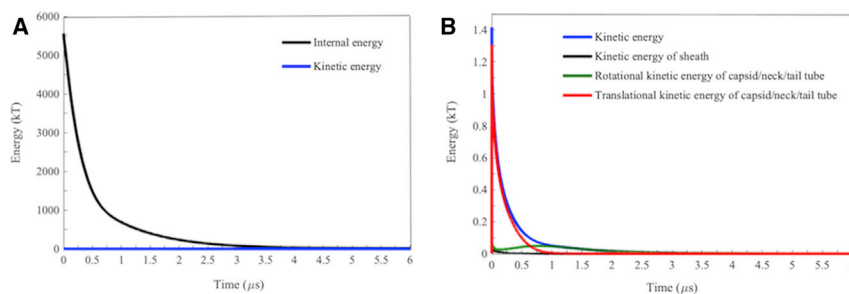 A
6000
5000
4000
3000
2000
1000
0
Energy (kT)
Internal energy
Kinetic energy
0 0.5 1 1.5 2 2.5 3 3.5 4 4.5 5 5.5 6
Time (μs)
B
1.4
1.2
1
0.8
0.6
0.4
0.2
0
Energy (kT)
Kinetic energy
Kinetic energy of sheath
Rotational kinetic energy of capsid/neck/tail tube
Translational kinetic energy of capsid/neck/tail tube
0 0.5 1 1.5 2 2.5 3 3.5 4 4.5 5 5.5
Time (μs)